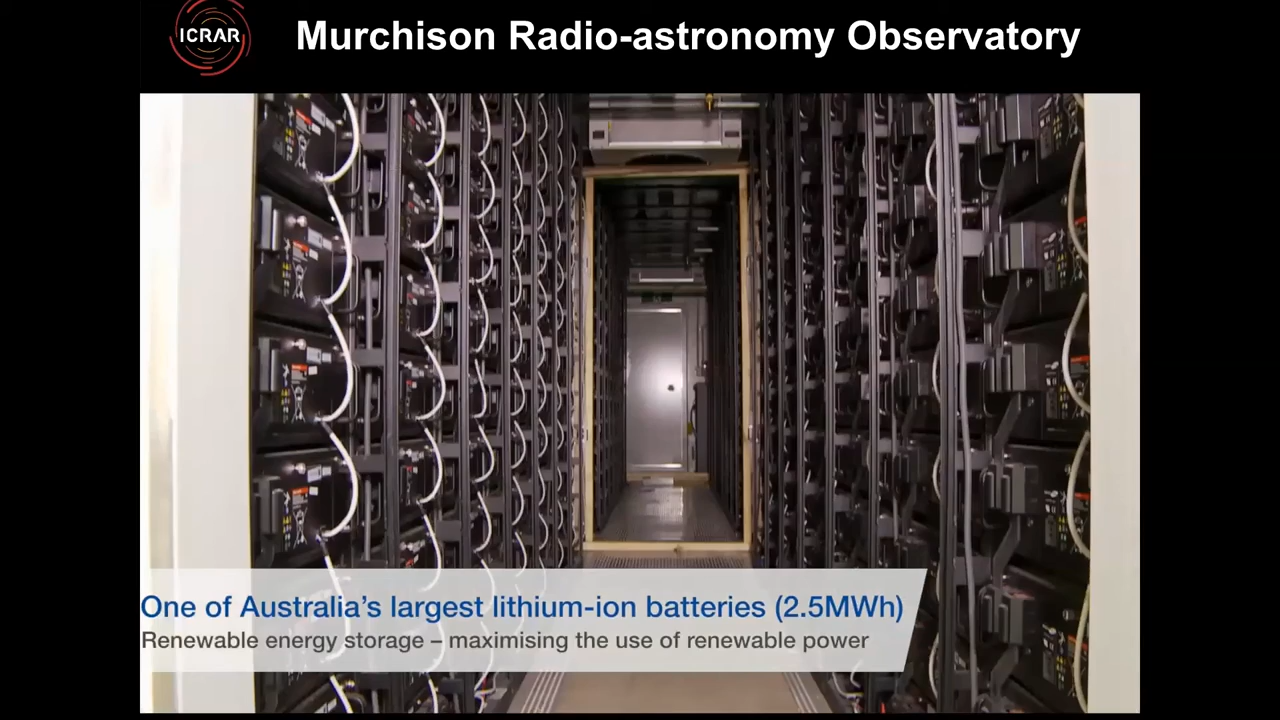 ICRAR
Murchison Radio-astronomy Observatory
One of Australia's largest lithium-ion batteries (2.5MWh)
Renewable energy storage – maximising the use of renewable power